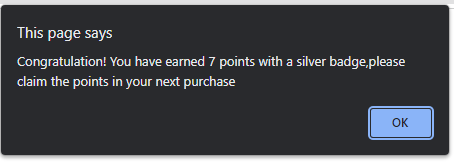 This page says
Congratulation! You have earned 7 points with a silver badge,please
claim the points in your next purchase
OK